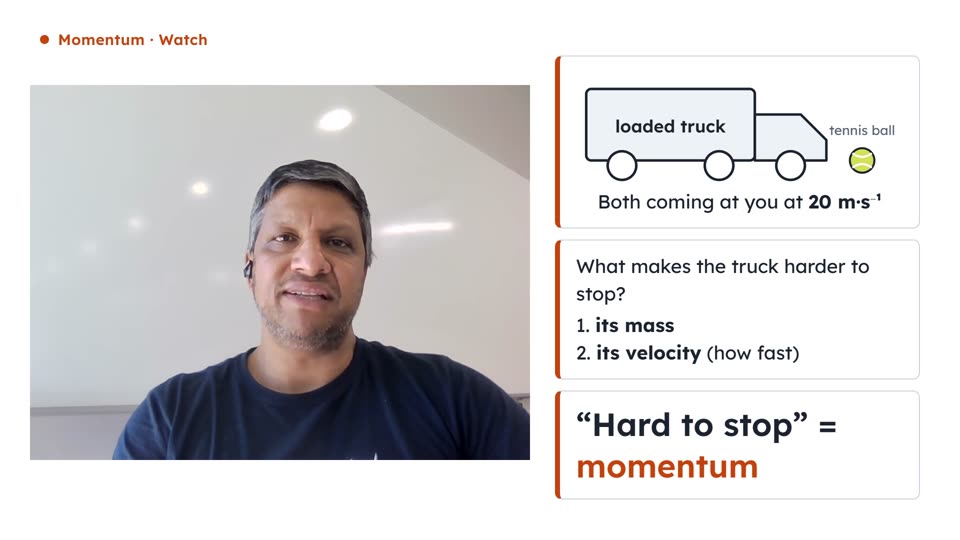 Momentum · Watch
loaded truck
tennis ball
Both coming at you at 20 m·s⁻¹
What makes the truck harder to
stop?
1. its mass
2. its velocity (how fast)
“Hard to stop” =
momentum